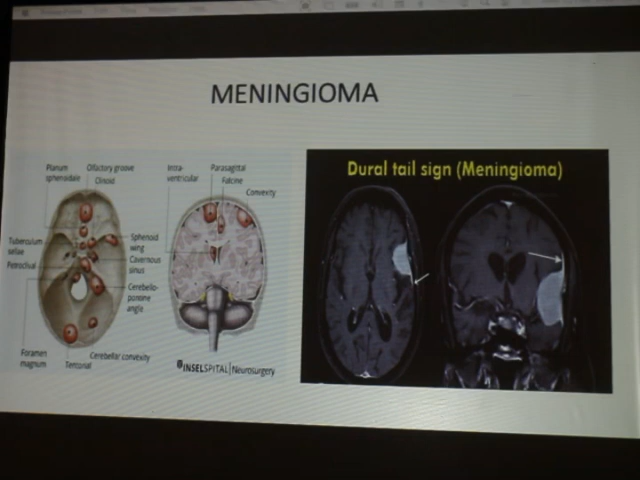 MENINGIOMA
Planum
sphenoidale
Olfactory groove
Clinoid
Tuberculum
sellae
Petroclival
Sphenoid
wing
Cavernous
sinus
Cerebello-
pontine
angle
Foramen
magnum
Tentorial
Cerebellar convexity
Intra-
ventricular
Parasagittal
Falcine
Convexity
INSELSPITAL | Neurosurgery
Dural tail sign (Meningioma)